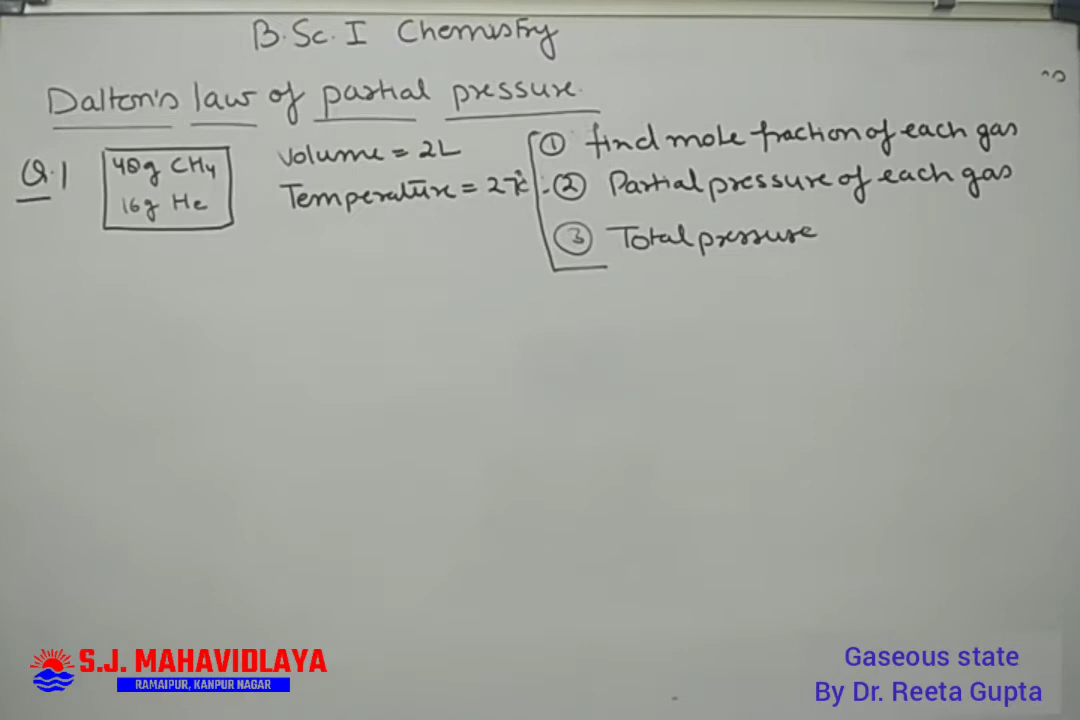 B.Sc. I Chemistry
Dalton's law of partial pressure.
Q.1
48g CH4
16g He
Volume = 2L
Temperature = 27°C
① find mole fraction of each gas
② Partial pressure of each gas
③ Total pressure
S.J. MAHAVIDLAYA
RAMAIPUR, KANPUR NAGAR
Gaseous state
By Dr. Reeta Gupta